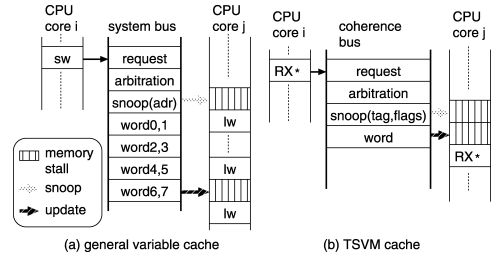 CPU
core i
system bus
CPU
core j
sw
request
arbitration
snoop(adr)
word0,1
word2,3
word4,5
word6,7
lw
lw
lw
memory
stall
snoop
update
(a) general variable cache
CPU
core i
coherence
bus
CPU
core j
RX*
request
arbitration
snoop(tag,flags)
word
RX*
(b) TSVM cache